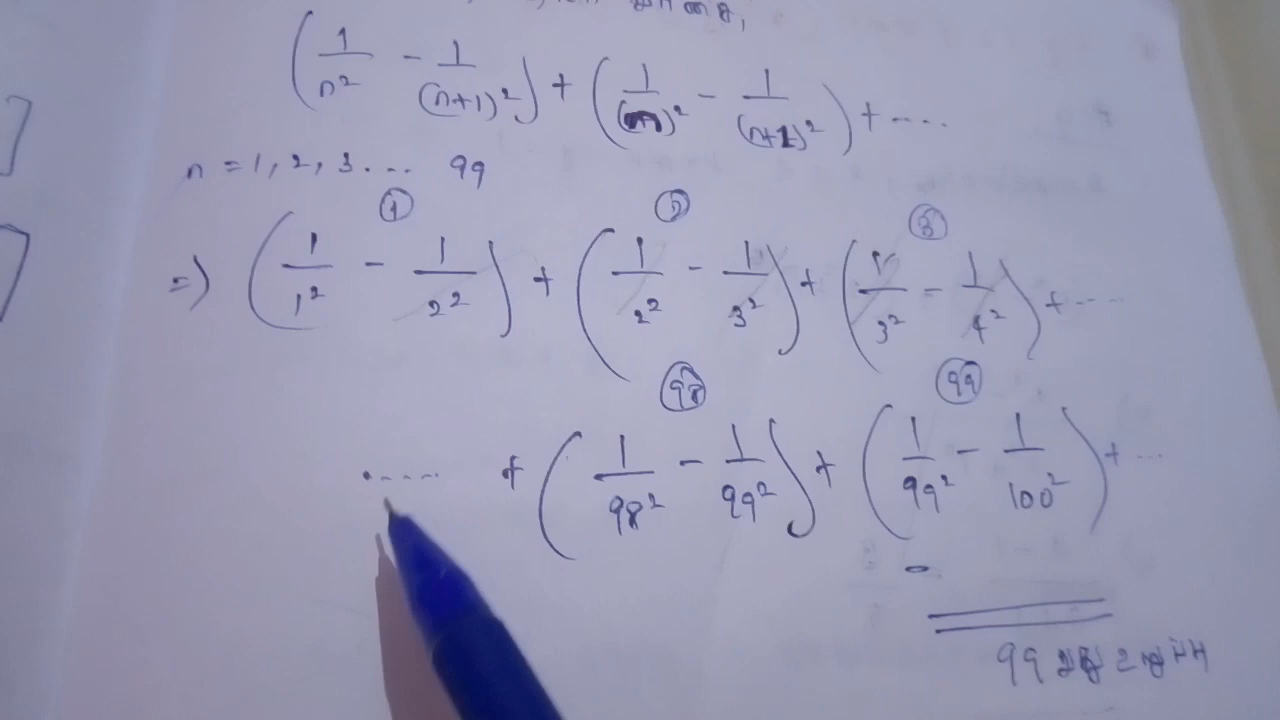 (1/n² - 1/(n+1)²) + (1/(n+1)² - 1/(n+2)²) + ....
n = 1, 2, 3 .... 99
① ② ③
=> (1/1² - 1/2²) + (1/2² - 1/3²) + (1/3² - 1/4²) + ....
98 99
..... + (1/98² - 1/99²) + (1/99² - 1/100²) + ...
99